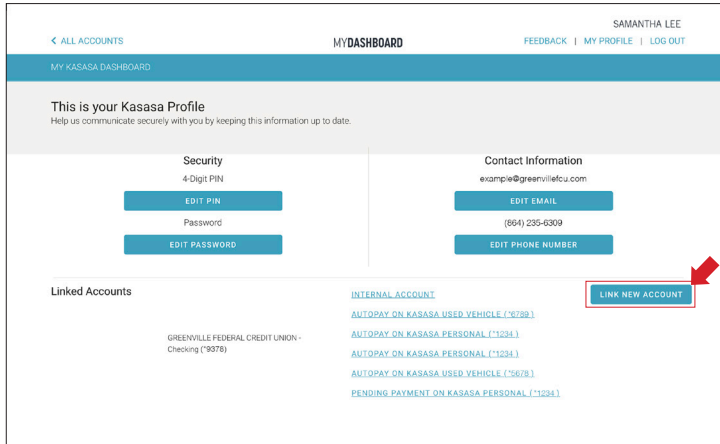 SAMANTHA LEE
< ALL ACCOUNTS
MYDASHBOARD
FEEDBACK | MY PROFILE | LOG OUT
MY KASASA DASHBOARD
This is your Kasasa Profile
Help us communicate securely with you by keeping this information up to date.
Security
4-Digit PIN
EDIT PIN
Password
EDIT PASSWORD
Contact Information
example@greenvillefcu.com
EDIT EMAIL
(864) 235-6309
EDIT PHONE NUMBER
Linked Accounts
GREENVILLE FEDERAL CREDIT UNION -
Checking (*9378)
INTERNAL ACCOUNT
AUTOPAY ON KASASA USED VEHICLE (*6789 )
AUTOPAY ON KASASA PERSONAL (*1234 )
AUTOPAY ON KASASA PERSONAL (*1234 )
AUTOPAY ON KASASA USED VEHICLE (*5678 )
PENDING PAYMENT ON KASASA PERSONAL (*1234 )
LINK NEW ACCOUNT